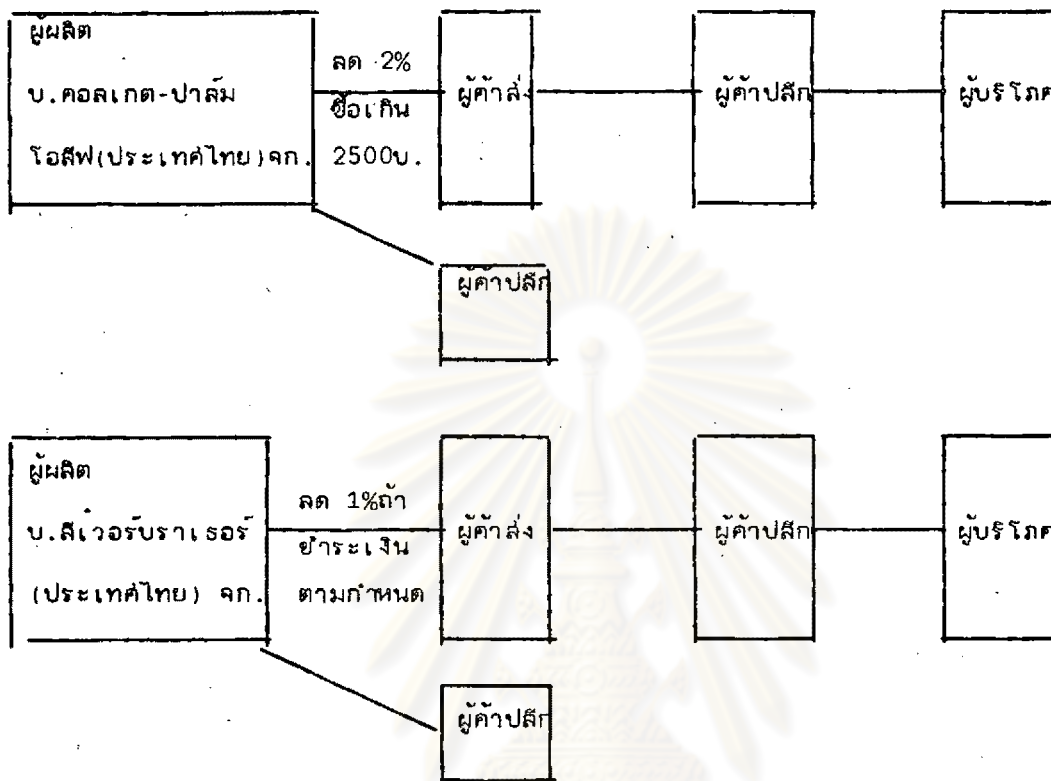 ผู้ผลิต
บ.คอลเกต-ปาล์ม
โอลีฟ(ประเทศไทย)จก.
ลด 2%
ซื้อเกิน
2500บ.
ผู้ค้าส่ง
ผู้ค้าปลีก
ผู้บริโภค
ผู้ค้าปลีก
ผู้ผลิต
บ.ลีเวอร์บราเธอร์
(ประเทศไทย) จก.
ลด 1%ถ้า
ชำระเงิน
ตามกำหนด
ผู้ค้าส่ง
ผู้ค้าปลีก
ผู้บริโภค
ผู้ค้าปลีก